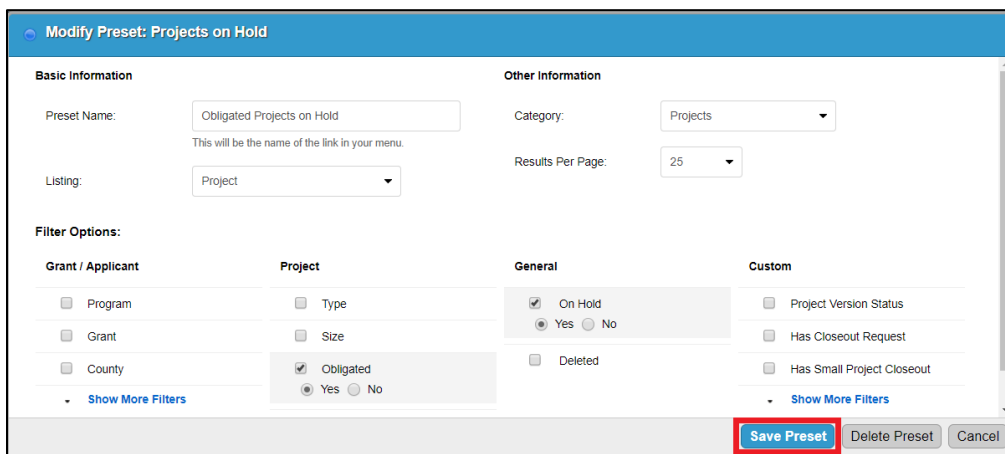 Modify Preset: Projects on Hold
Basic Information
Other Information
Preset Name:
Obligated Projects on Hold
Category:
Projects
This will be the name of the link in your menu.
Results Per Page:
25
Listing:
Project
Filter Options:
Grant / Applicant
Project
General
Custom
Program
Type
On Hold
Project Version Status
Yes
No
Grant
Size
Has Closeout Request
County
Obligated
Deleted
Has Small Project Closeout
Yes
No
Show More Filters
Show More Filters
Save Preset
Delete Preset
Cancel